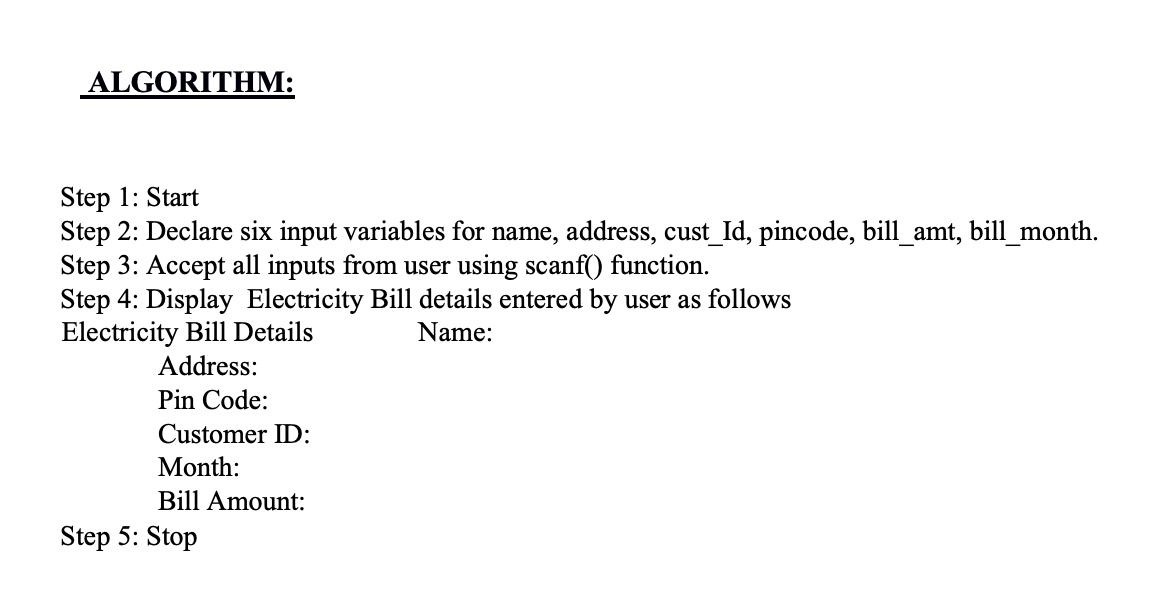 ALGORITHM:
Step 1: Start
Step 2: Declare six input variables for name, address, cust_Id, pincode, bill_amt, bill_month.
Step 3: Accept all inputs from user using scanf() function.
Step 4: Display  Electricity Bill details entered by user as follows
Electricity Bill Details Name:
Address:
Pin Code:
Customer ID:
Month:
Bill Amount:
Step 5: Stop